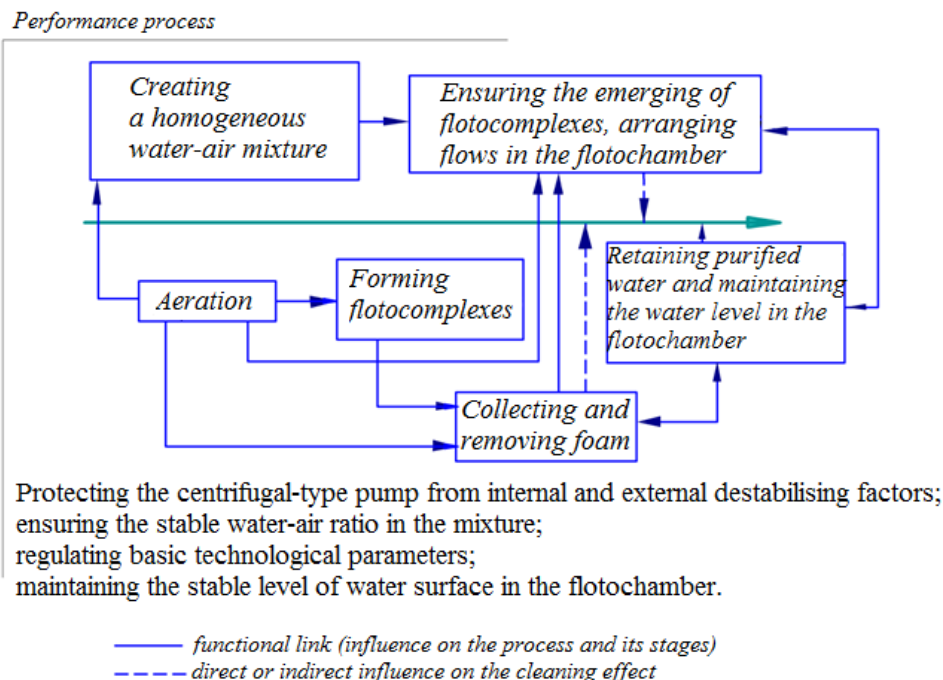 Performance process
Creating
a homogeneous
water-air mixture
Ensuring the emerging of
flotocomplexes, arranging
flows in the flotochamber
Aeration
Forming
flotocomplexes
Retaining purified
water and maintaining
the water level in the
flotochamber
Collecting and
removing foam
Protecting the centrifugal-type pump from internal and external destabilising factors;
ensuring the stable water-air ratio in the mixture;
regulating basic technological parameters;
maintaining the stable level of water surface in the flotochamber.
functional link (influence on the process and its stages)
direct or indirect influence on the cleaning effect